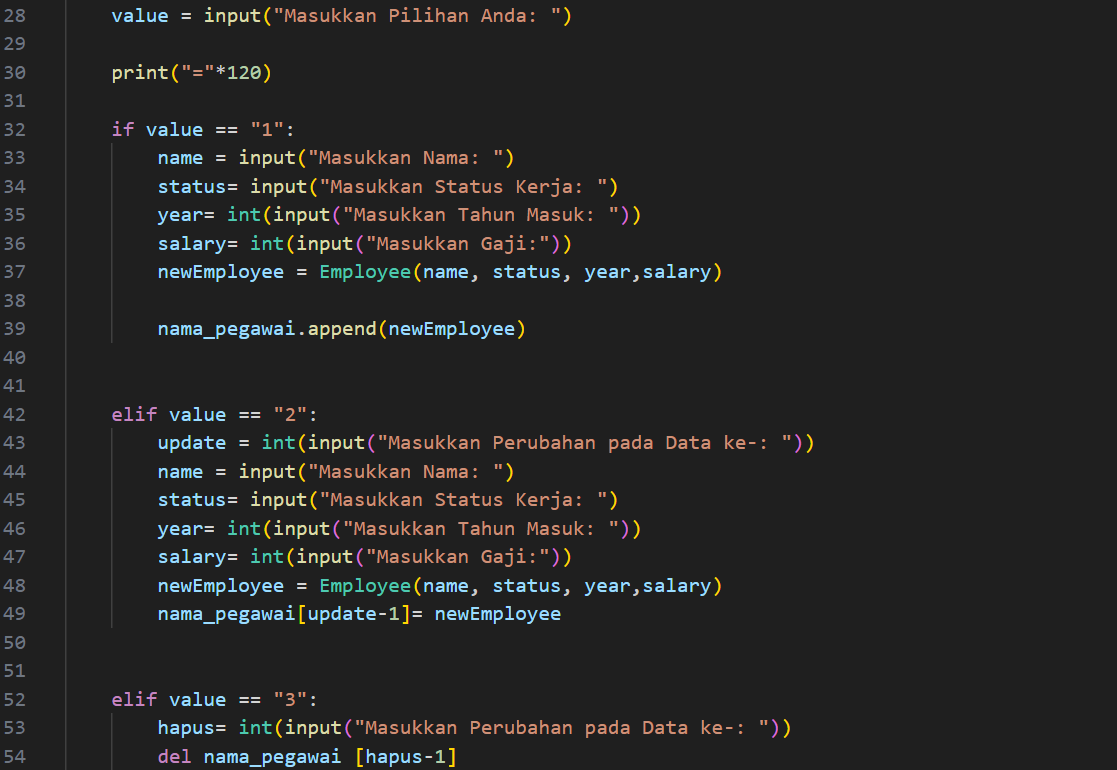 28 value = input("Masukkan Pilihan Anda: ")
29
30 print("="*120)
31
32 if value == "1":
33 name = input("Masukkan Nama: ")
34 status= input("Masukkan Status Kerja: ")
35 year= int(input("Masukkan Tahun Masuk: "))
36 salary= int(input("Masukkan Gaji:"))
37 newEmployee = Employee(name, status, year,salary)
38
39 nama_pegawai.append(newEmployee)
40
41
42 elif value == "2":
43 update = int(input("Masukkan Perubahan pada Data ke-: "))
44 name = input("Masukkan Nama: ")
45 status= input("Masukkan Status Kerja: ")
46 year= int(input("Masukkan Tahun Masuk: "))
47 salary= int(input("Masukkan Gaji:"))
48 newEmployee = Employee(name, status, year,salary)
49 nama_pegawai[update-1]= newEmployee
50
51
52 elif value == "3":
53 hapus= int(input("Masukkan Perubahan pada Data ke-: "))
54 del nama_pegawai [hapus-1]